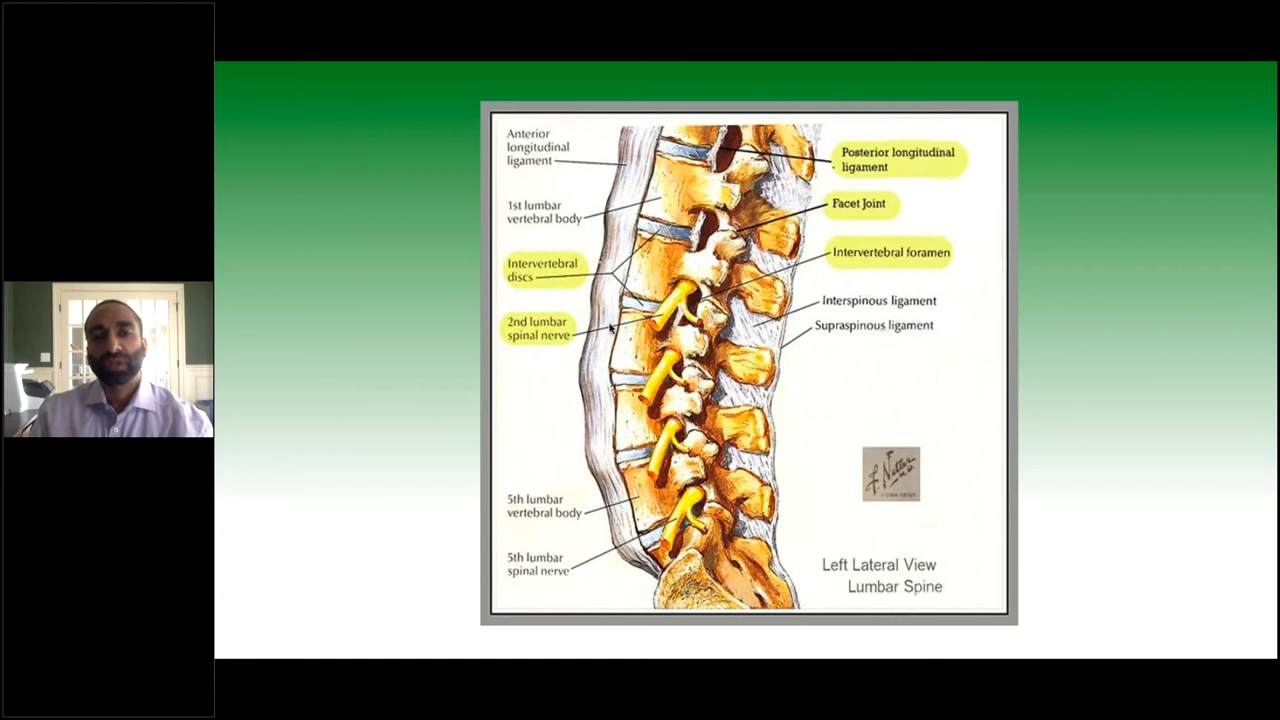 Anterior
longitudinal
ligament
1st lumbar
vertebral body
Intervertebral
discs
2nd lumbar
spinal nerve
5th lumbar
vertebral body
5th lumbar
spinal nerve
Posterior longitudinal
ligament
Facet Joint
Intervertebral foramen
Interspinous ligament
Supraspinous ligament
F. Netter
M.D.
Left Lateral View
Lumbar Spine